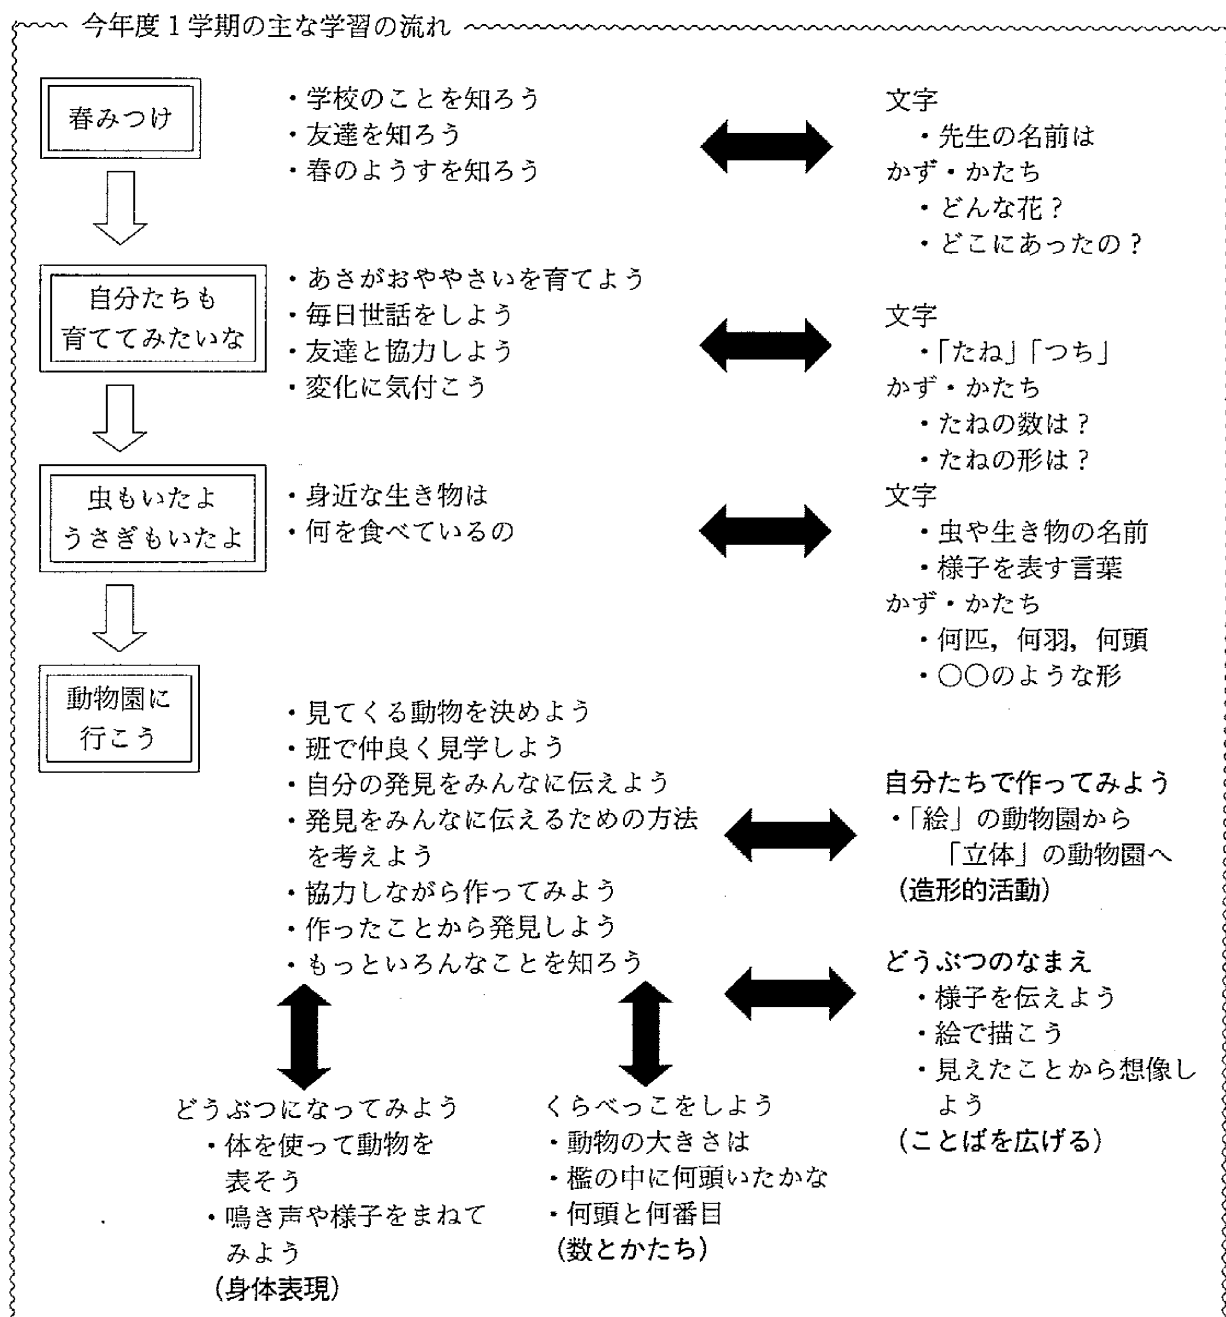 今年度1学期の主な学習の流れ
春みつけ
・学校のことを知ろう
・友達を知ろう
・春のようすを知ろう
文字
・先生の名前は
かず・かたち
・どんな花?
・どこにあったの?
自分たちも
育ててみたいな
・あさがおややさいを育てよう
・毎日世話をしよう
・友達と協力しよう
・変化に気付こう
文字
・「たね」「つち」
かず・かたち
・たねの数は?
・たねの形は?
虫もいたよ
うさぎもいたよ
・身近な生き物は
・何を食べているの
文字
・虫や生き物の名前
・様子を表す言葉
かず・かたち
・何匹,何羽,何頭
・○○のような形
動物園に
行こう
・見てくる動物を決めよう
・班で仲良く見学しよう
・自分の発見をみんなに伝えよう
・発見をみんなに伝えるための方法
を考えよう
・協力しながら作ってみよう
・作ったことから発見しよう
・もっといろんなことを知ろう
自分たちで作ってみよう
・「絵」の動物園から
「立体」の動物園へ
(造形的活動)
どうぶつのなまえ
・様子を伝えよう
・絵で描こう
・見えたことから想像し
よう
(ことばを広げる)
どうぶつになってみよう
・体を使って動物を
表そう
・鳴き声や様子をまねて
みよう
(身体表現)
くらべっこをしよう
・動物の大きさは
・檻の中に何頭いたかな
・何頭と何番目
(数とかたち)